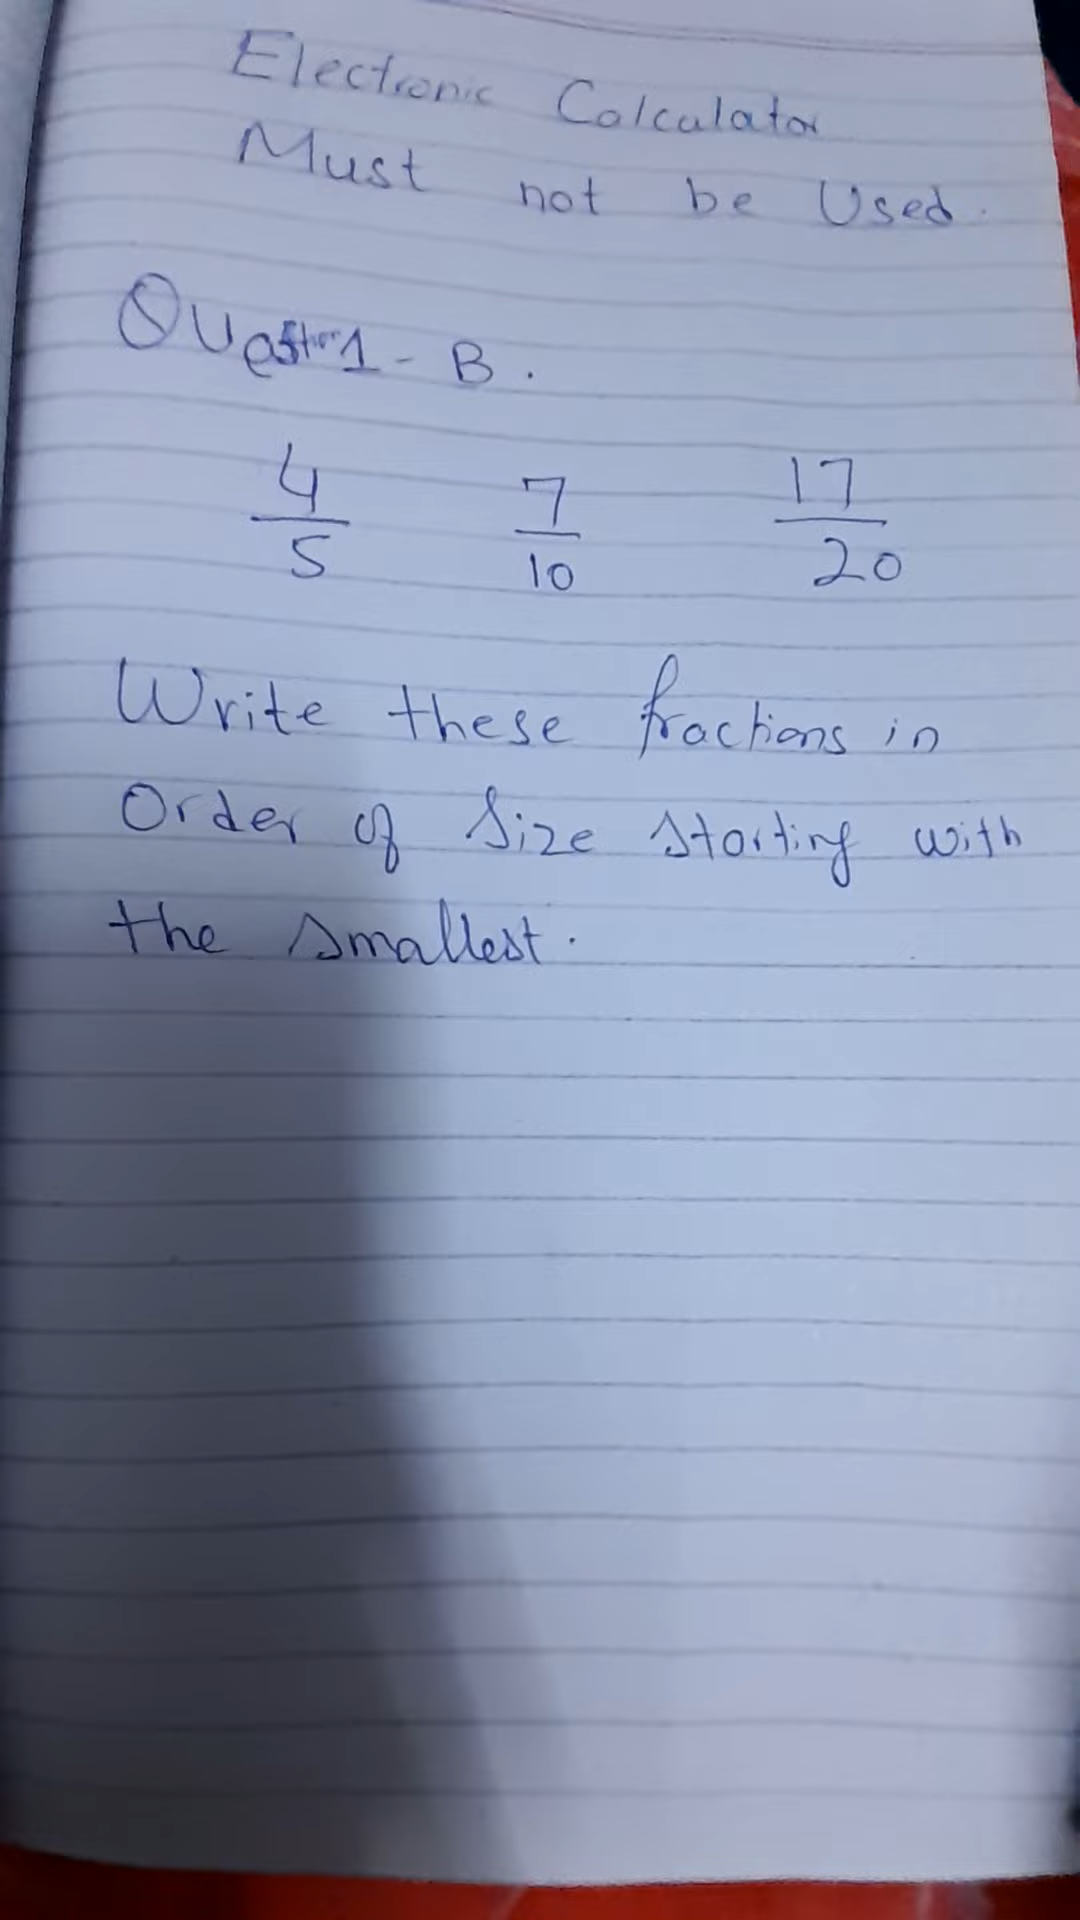 Electronic Calculator
Must not be Used.
Question 1 - B.
4/5 7/10 17/20
Write these fractions in
Order of Size Starting with
the smallest.